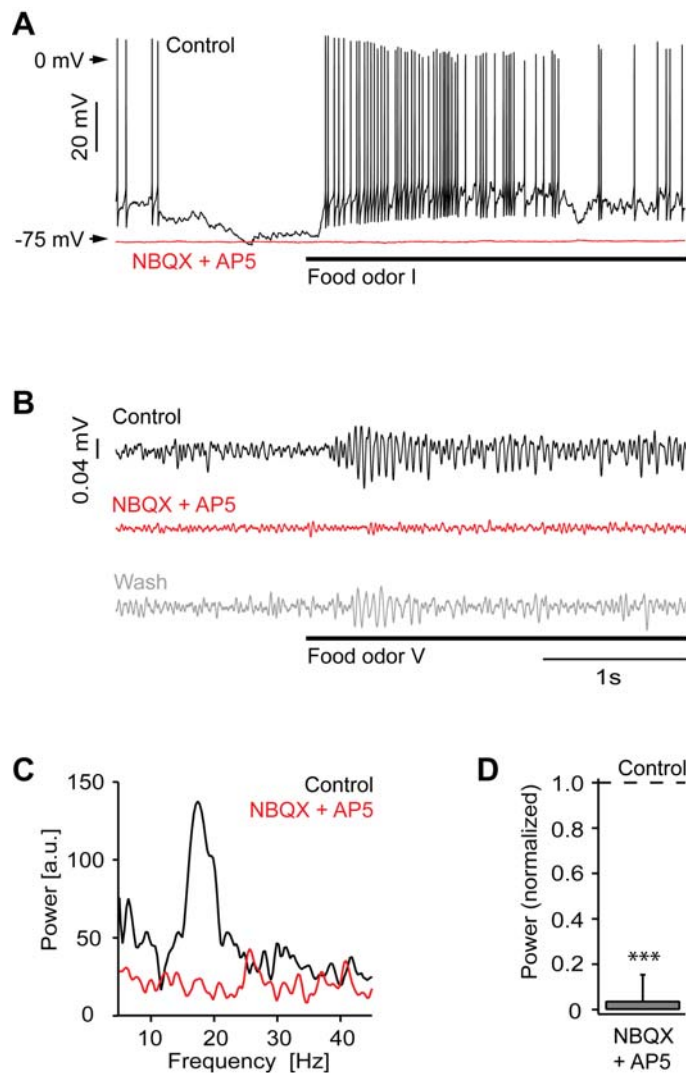 A
Control
0 mV
20 mV
-75 mV
NBQX + AP5
Food odor I
B
Control
0.04 mV
NBQX + AP5
Wash
Food odor V
1s
C
Control
NBQX + AP5
Power [a.u.]
150
100
50
0
10 20 30 40
Frequency [Hz]
D
Control
Power (normalized)
1.0
0.8
0.6
0.4
0.2
0
***
NBQX
+ AP5